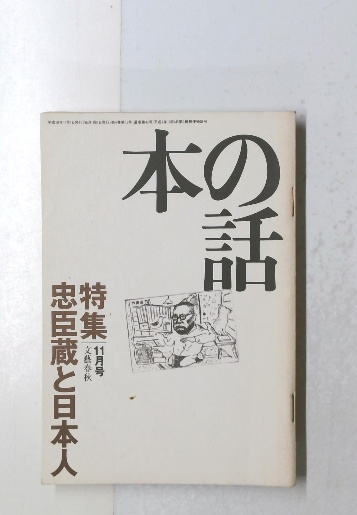 本の話
特集
忠臣蔵と日本人
11月号
文藝春秋